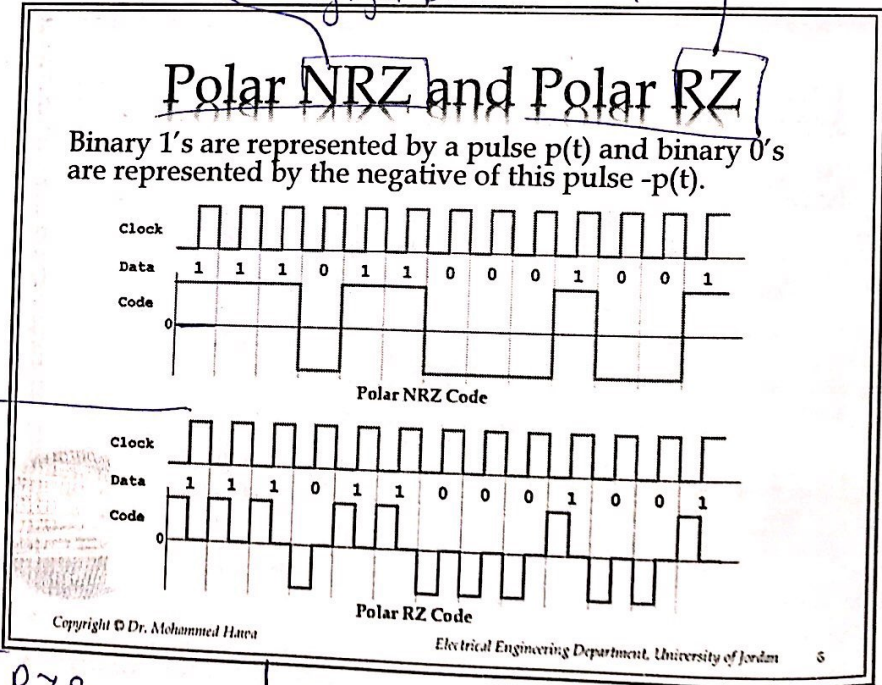 Polar NRZ and Polar RZ
Binary 1's are represented by a pulse p(t) and binary 0's
are represented by the negative of this pulse -p(t).
Clock
Data 1 1 1 0 1 1 0 0 0 1 0 0 1
Code
0
Polar NRZ Code
Clock
Data 1 1 1 0 1 1 0 0 0 1 0 0 1
Code
0
Polar RZ Code
Copyright © Dr. Mohammed Hawa
Electrical Engineering Department, University of Jordan